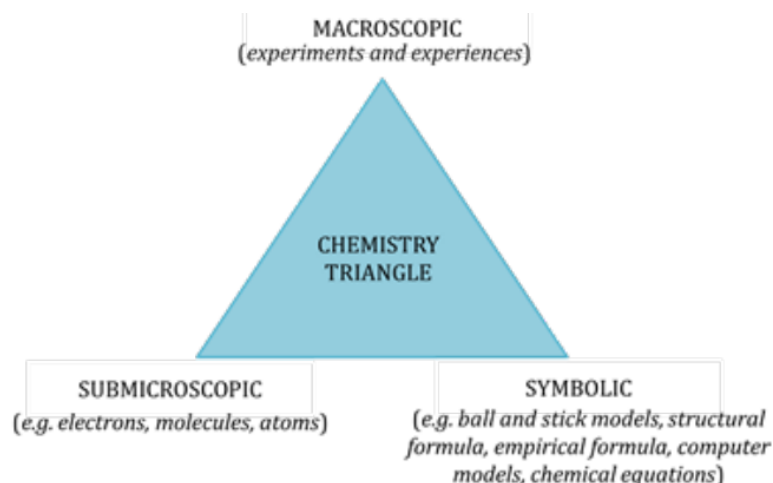 MACROSCOPIC
(experiments and experiences)
CHEMISTRY
TRIANGLE
SUBMICROSCOPIC
(e.g. electrons, molecules, atoms)
SYMBOLIC
(e.g. ball and stick models, structural
formula, empirical formula, computer
models, chemical equations)